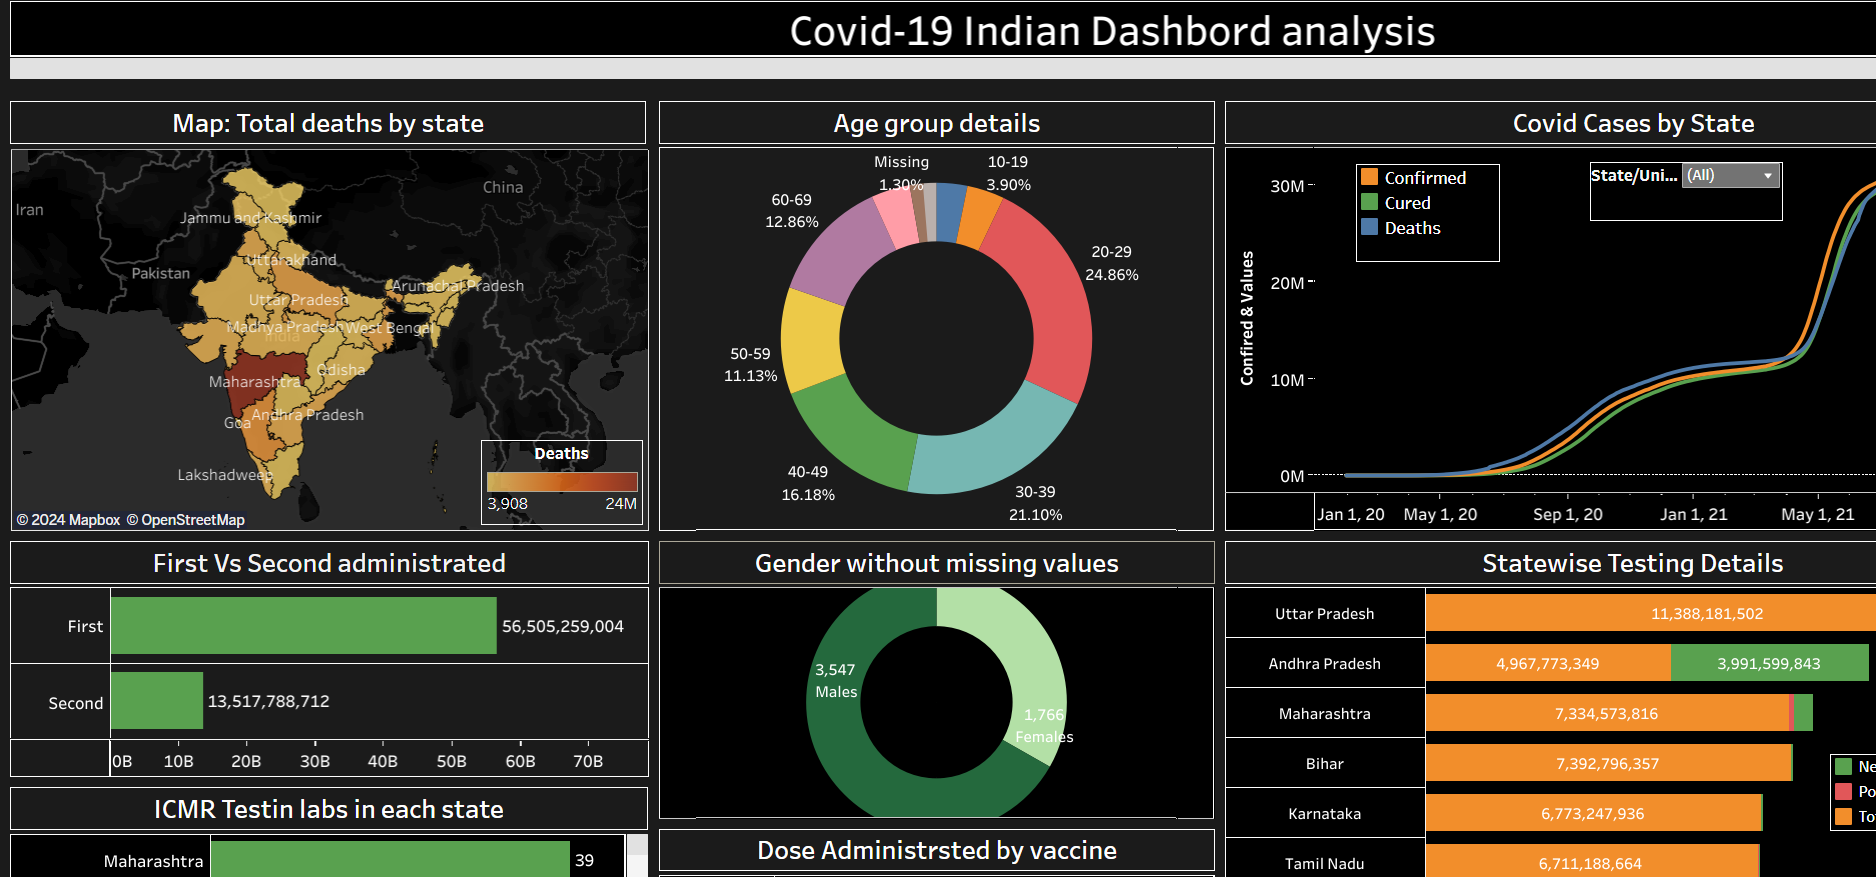 Covid-19 Indian Dashbord analysis
Map: Total deaths by state
Iran
China
Jammu and Kashmir
Uttarakhand
Pakistan
Arunachal Pradesh
Uttar Pradesh
Madhya Pradesh
West Bengal
India
Odisha
Maharashtra
Andhra Pradesh
Goa
Lakshadweep
Deaths
3,908
24M
© 2024 Mapbox © OpenStreetMap
Age group details
Missing
1.30%
10-19
3.90%
60-69
12.86%
20-29
24.86%
50-59
11.13%
40-49
16.18%
30-39
21.10%
Covid Cases by State
Confirmed
Cured
Deaths
State/Uni...
(All)
Confired & Values
30M
20M
10M
0M
Jan 1, 20
May 1, 20
Sep 1, 20
Jan 1, 21
May 1, 21
First Vs Second administrated
First
56,505,259,004
Second
13,517,788,712
0B
10B
20B
30B
40B
50B
60B
70B
Gender without missing values
3,547
Males
1,766
Females
Statewise Testing Details
Uttar Pradesh
11,388,181,502
Andhra Pradesh
4,967,773,349
3,991,599,843
Maharashtra
7,334,573,816
Bihar
7,392,796,357
Karnataka
6,773,247,936
Tamil Nadu
6,711,188,664
Ne
Po
To
ICMR Testin labs in each state
Maharashtra
39
Dose Administrsted by vaccine